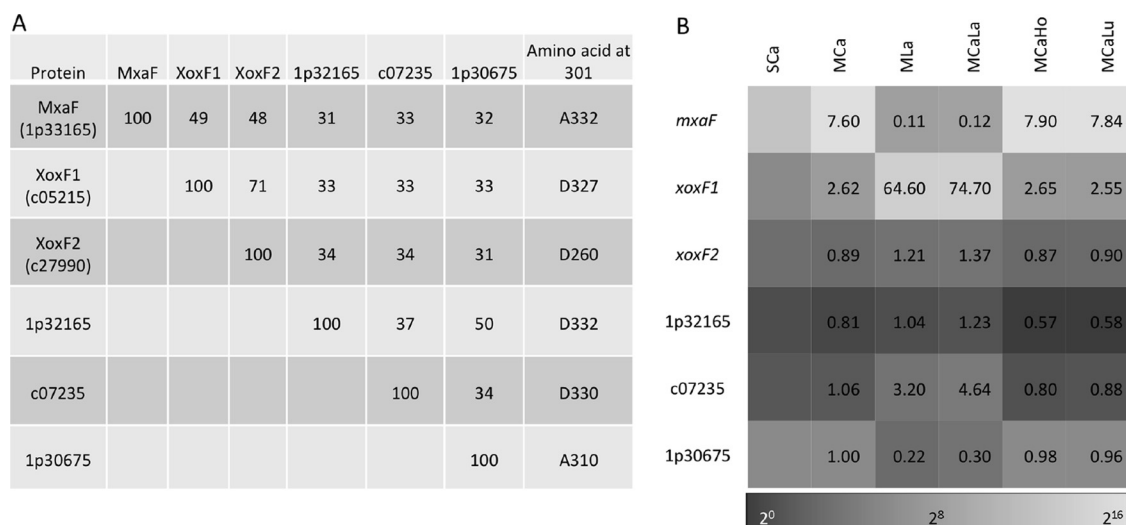 A
Protein MxaF XoxF1 XoxF2 1p32165 c07235 1p30675 Amino acid at
301
MxaF
(1p33165) 100 49 48 31 33 32 A332
XoxF1
(c05215) 100 71 33 33 33 D327
XoxF2
(c27990) 100 34 34 31 D260
1p32165 100 37 50 D332
c07235 100 34 D330
1p30675 100 A310
B
SCa MCa MLa MCaLa MCaHo MCaLu
mxaF 7.60 0.11 0.12 7.90 7.84
xoxF1 2.62 64.60 74.70 2.65 2.55
xoxF2 0.89 1.21 1.37 0.87 0.90
1p32165 0.81 1.04 1.23 0.57 0.58
c07235 1.06 3.20 4.64 0.80 0.88
1p30675 1.00 0.22 0.30 0.98 0.96
2⁰ 2⁸ 2¹⁶